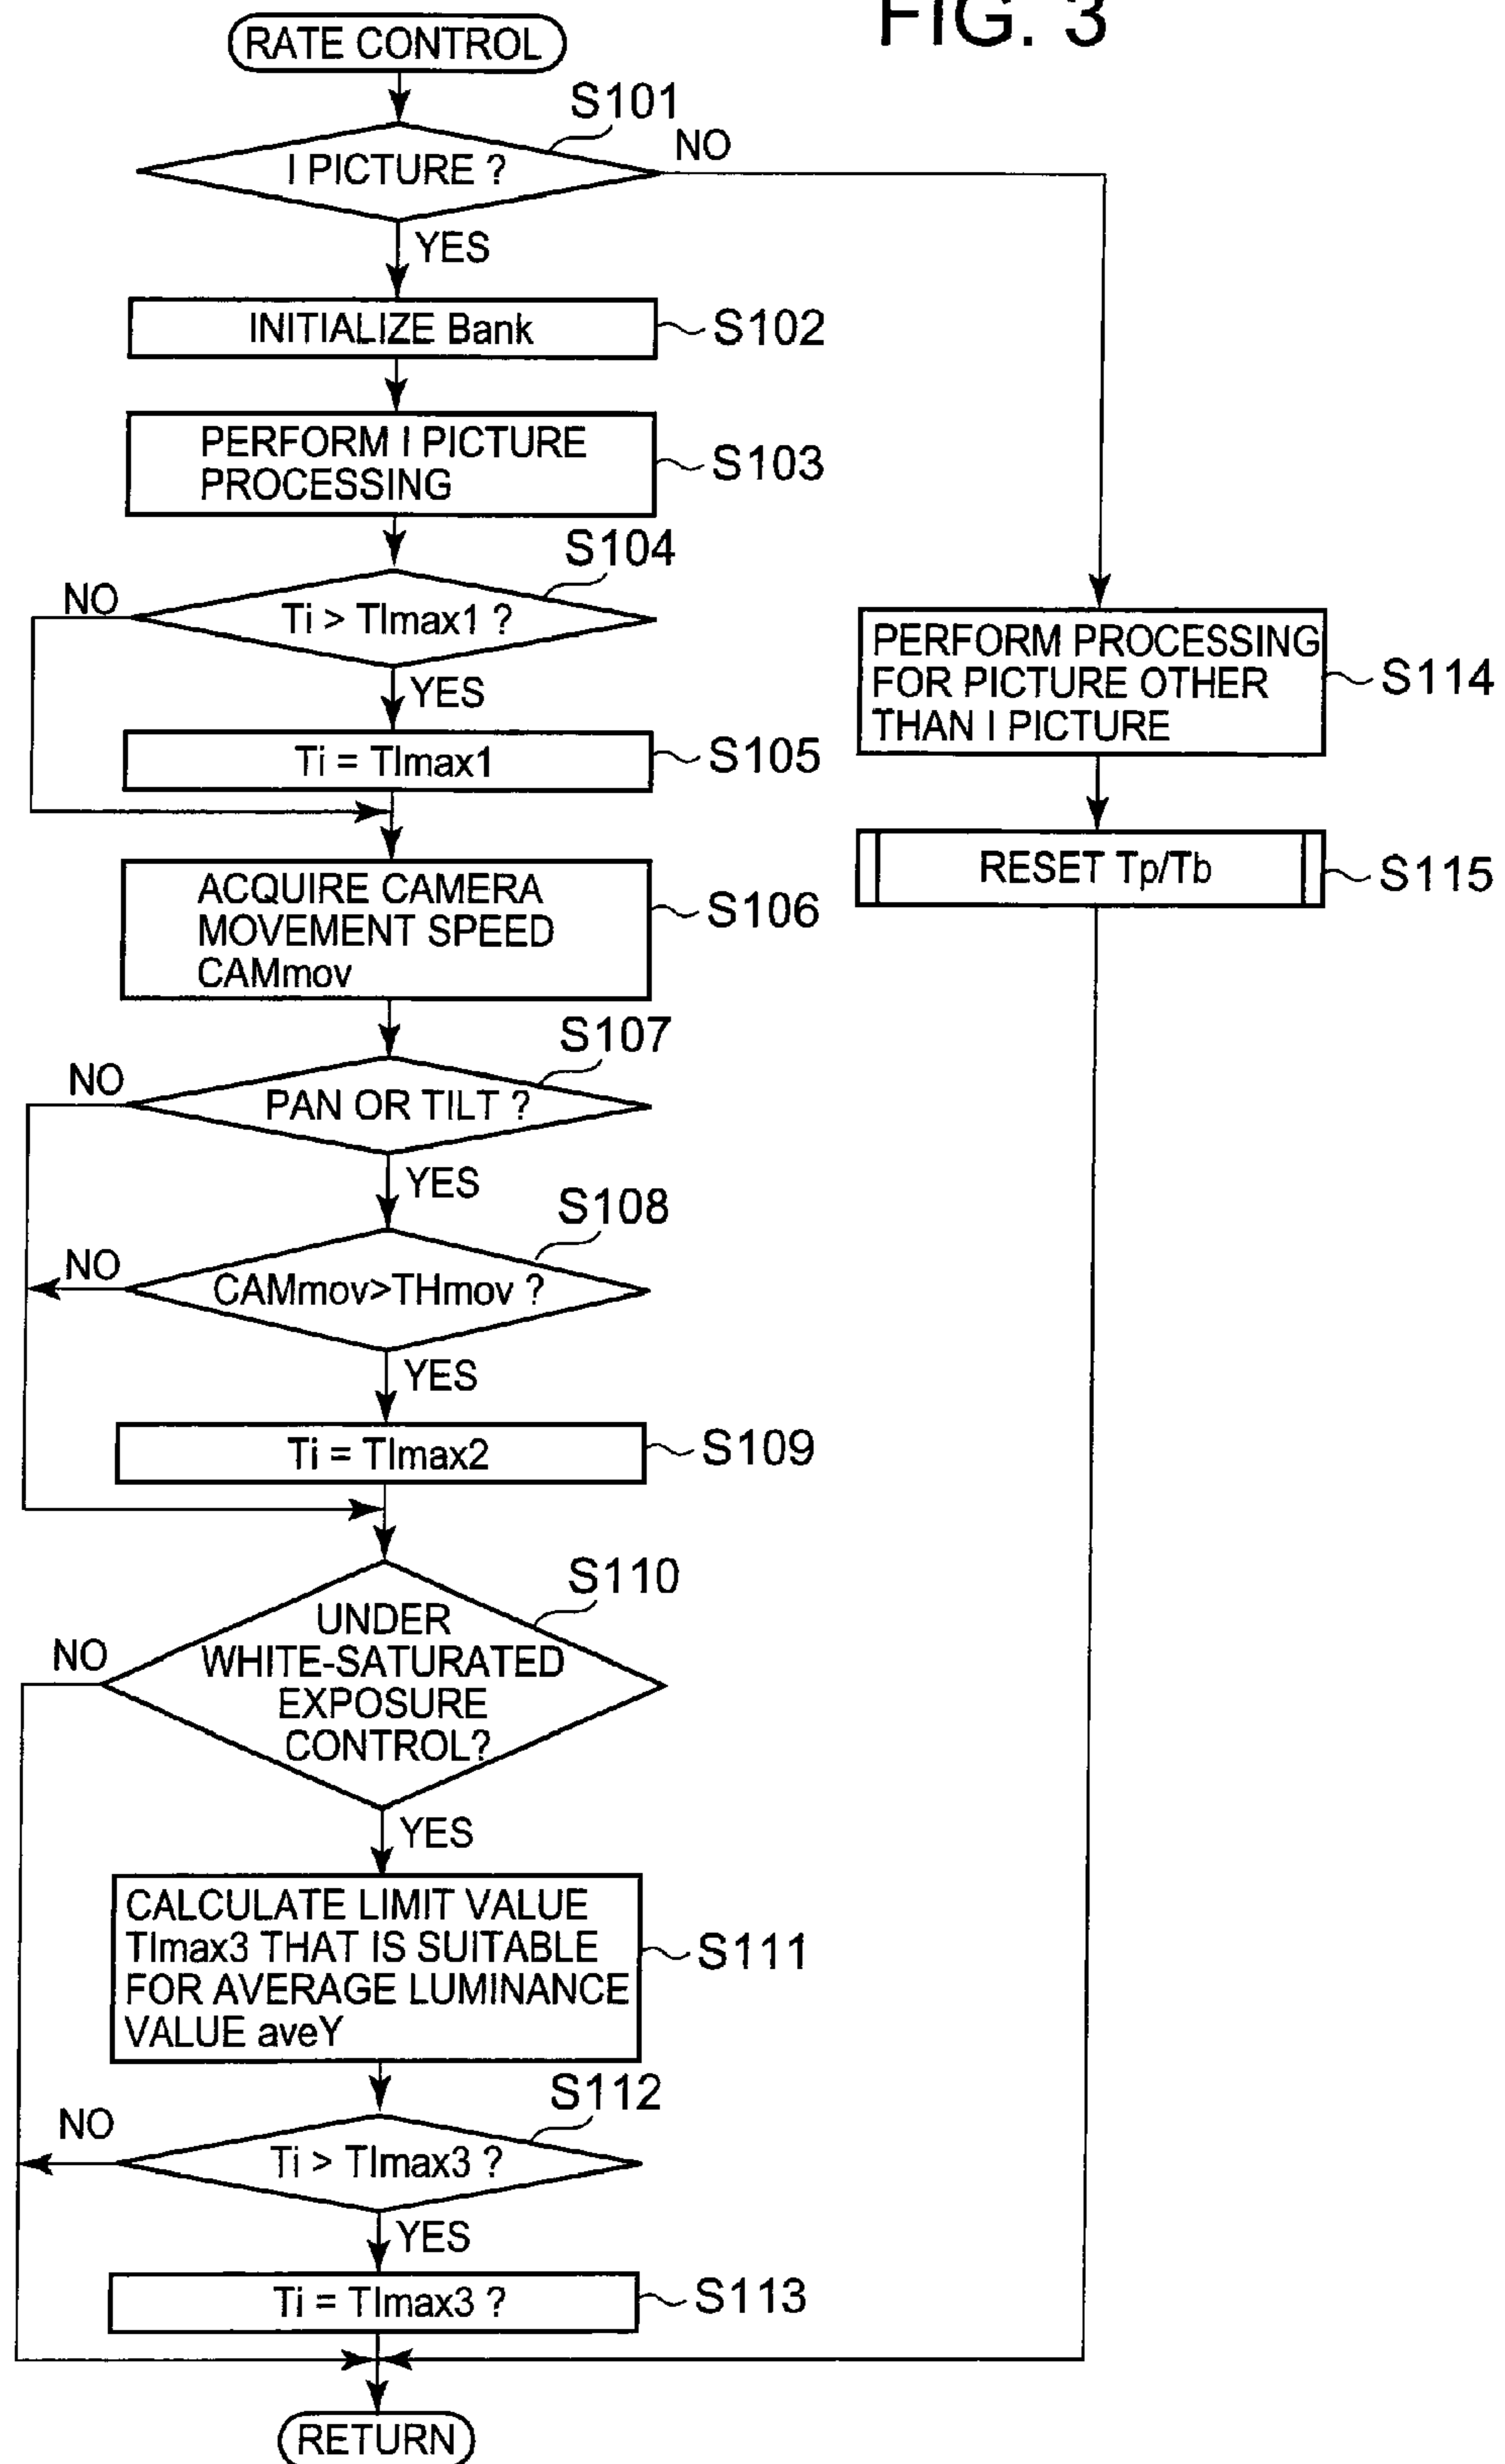 FIG. 3
RATE CONTROL
S101
I PICTURE ?
NO
YES
INITIALIZE Bank
S102
PERFORM I PICTURE
PROCESSING
S103
S104
NO
Ti > TImax1 ?
YES
Ti = TImax1
S105
PERFORM PROCESSING
FOR PICTURE OTHER
THAN I PICTURE
S114
RESET Tp/Tb
S115
ACQUIRE CAMERA
MOVEMENT SPEED
CAMmov
S106
S107
NO
PAN OR TILT ?
YES
S108
NO
CAMmov>THmov ?
YES
Ti = TImax2
S109
S110
NO
UNDER
WHITE-SATURATED
EXPOSURE
CONTROL?
YES
CALCULATE LIMIT VALUE
TImax3 THAT IS SUITABLE
FOR AVERAGE LUMINANCE
VALUE aveY
S111
S112
NO
Ti > TImax3 ?
YES
Ti = TImax3 ?
S113
RETURN